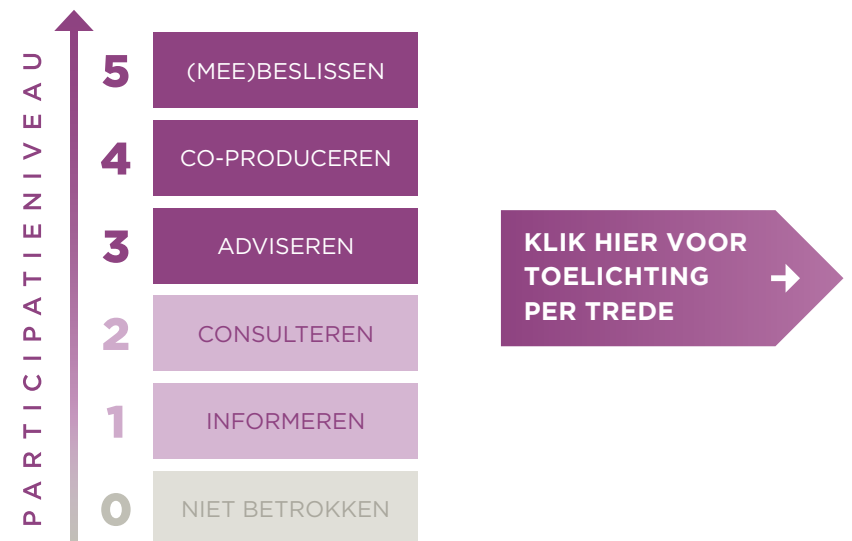 PARTICIPATIENIVEAU
5 (MEE)BESLISSEN
4 CO-PRODUCEREN
3 ADVISEREN
2 CONSULTEREN
1 INFORMEREN
0 NIET BETROKKEN
KLIK HIER VOOR
TOELICHTING
PER TREDE